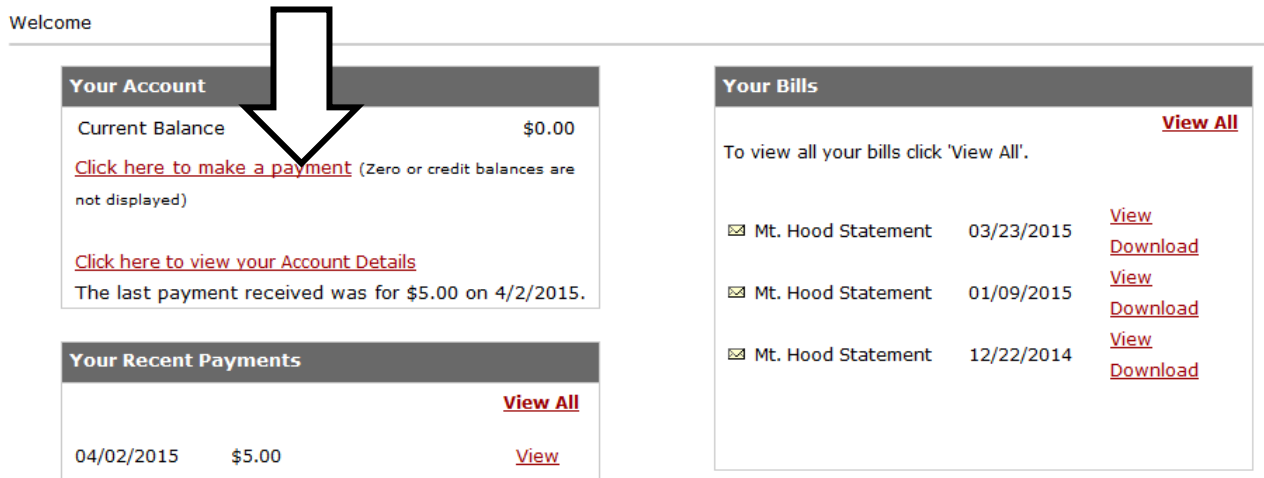 Welcome
Your Account
Current Balance $0.00
Click here to make a payment (Zero or credit balances are
not displayed)
Click here to view your Account Details
The last payment received was for $5.00 on 4/2/2015.
Your Recent Payments
View All
04/02/2015 $5.00 View
Your Bills
View All
To view all your bills click 'View All'.
Mt. Hood Statement 03/23/2015 View
Download
Mt. Hood Statement 01/09/2015 View
Download
Mt. Hood Statement 12/22/2014 View
Download